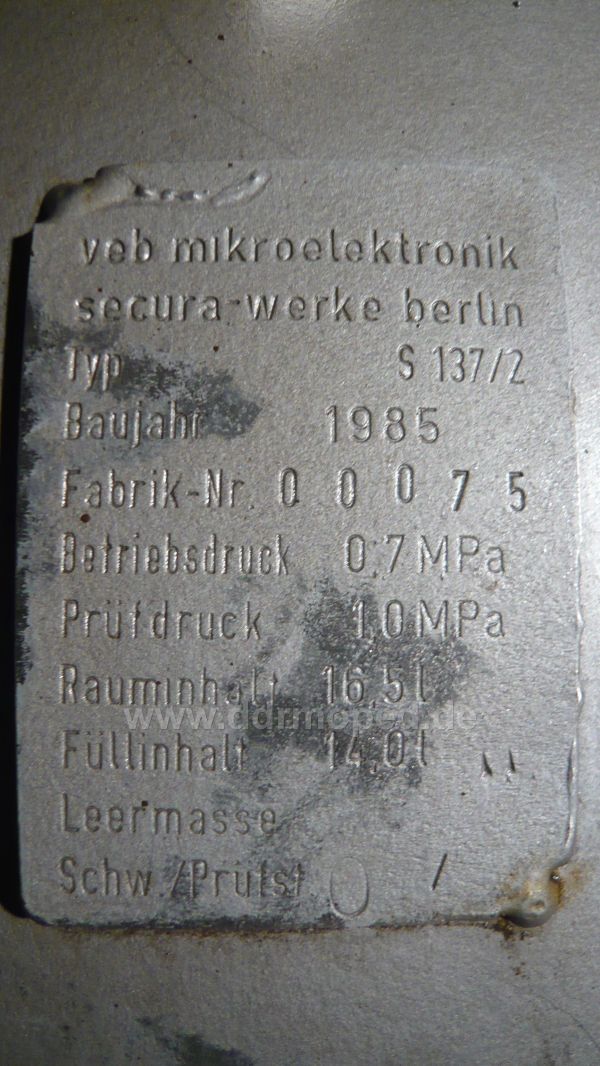 veb mikroelektronik
secura-werke berlin
Typ S 137/2
Baujahr 1985
Fabrik-Nr. 0 0 0 7 5
Betriebsdruck 0,7 MPa
Prüfdruck 1,0 MPa
Rauminhalt 16,5 l
www.ddrmoped.de
Füllinhalt 14,0 l
Leermasse
Schw./Prüfst. 0 /